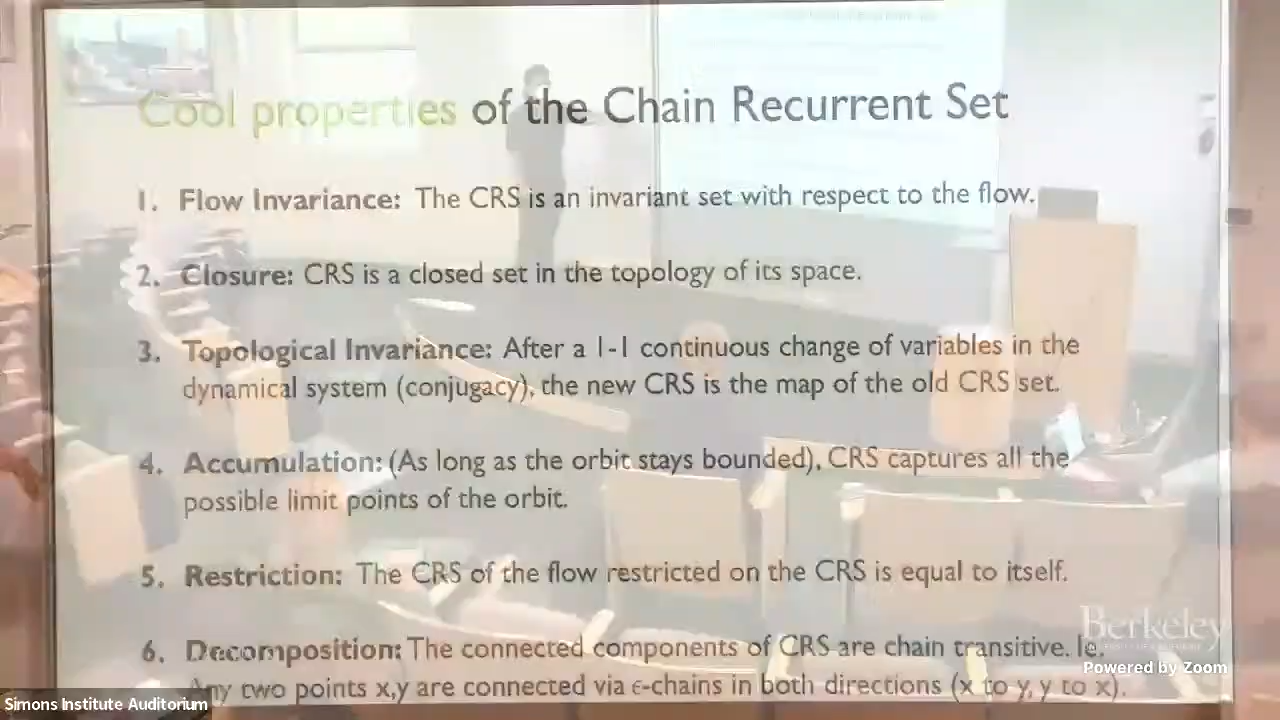 Cool properties of the Chain Recurrent Set
1. Flow Invariance: The CRS is an invariant set with respect to the flow.
2. Closure: CRS is a closed set in the topology of its space.
3. Topological Invariance: After a 1-1 continuous change of variables in the
dynamical system (conjugacy), the new CRS is the map of the old CRS set.
4. Accumulation: (As long as the orbit stays bounded), CRS captures all the
possible limit points of the orbit.
5. Restriction: The CRS of the flow restricted on the CRS is equal to itself.
6. Decomposition: The connected components of CRS are chain transitive. Ie.
Any two points x,y are connected via ϵ-chains in both directions (x to y, y to x).
Berkeley
Powered by Zoom
Simons Institute Auditorium